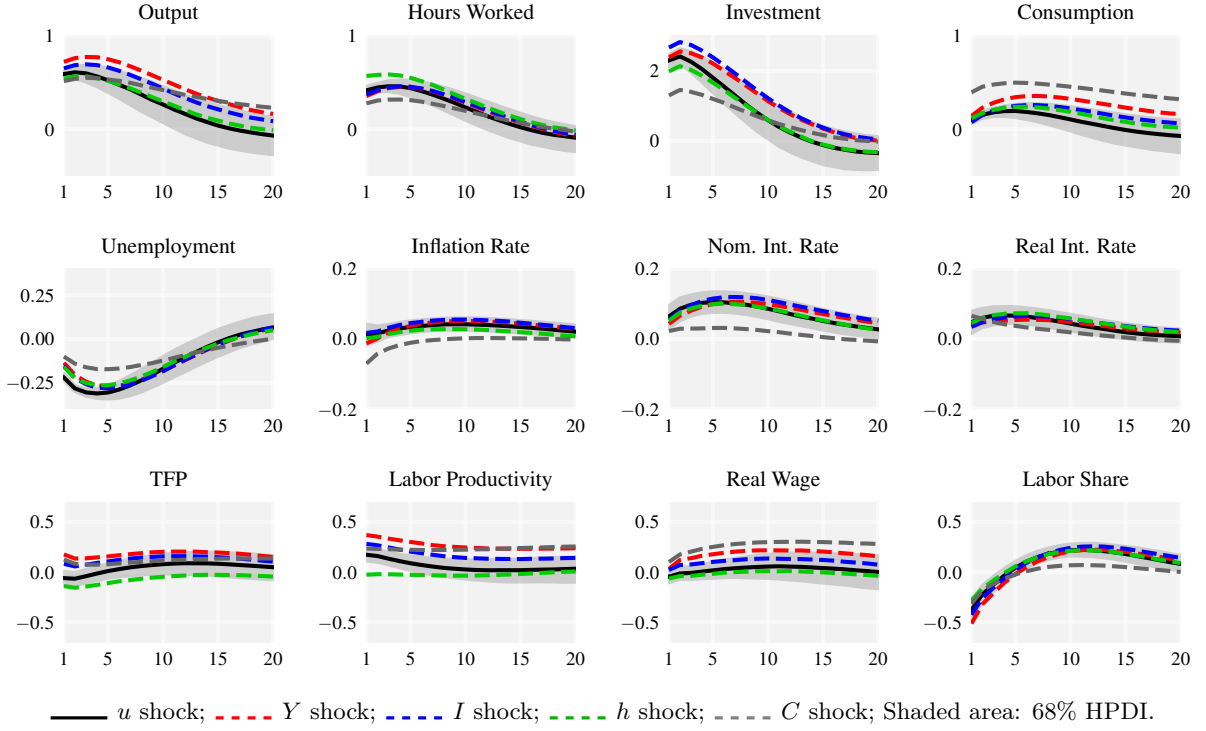 Output Hours Worked Investment Consumption
1 1 2 1
0 0 0 0
1 5 10 15 20 1 5 10 15 20 1 5 10 15 20 1 5 10 15 20
Unemployment Inflation Rate Nom. Int. Rate Real Int. Rate
0.25 0.2 0.2 0.2
0.00 0.0 0.0 0.0
−0.25 −0.2 −0.2 −0.2
1 5 10 15 20 1 5 10 15 20 1 5 10 15 20 1 5 10 15 20
TFP Labor Productivity Real Wage Labor Share
0.5 0.5 0.5 0.5
0.0 0.0 0.0 0.0
−0.5 −0.5 −0.5 −0.5
1 5 10 15 20 1 5 10 15 20 1 5 10 15 20 1 5 10 15 20
u shock; Y shock; I shock; h shock; C shock; Shaded area: 68% HPDI.